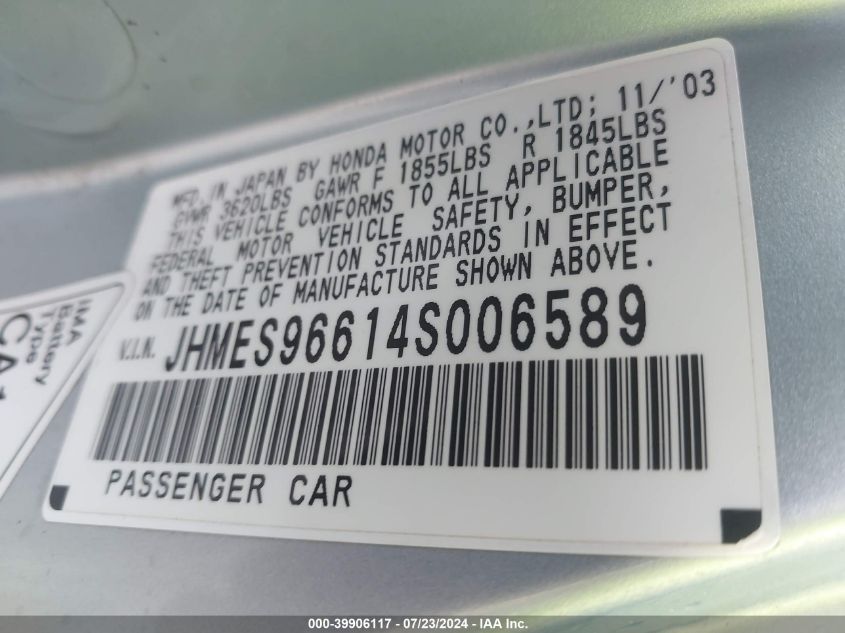 MFD. IN JAPAN BY HONDA MOTOR CO.,LTD; 11/'03
GVWR 3620LBS GAWR F 1855LBS R 1845LBS
THIS VEHICLE CONFORMS TO ALL APPLICABLE
FEDERAL MOTOR VEHICLE SAFETY, BUMPER,
AND THEFT PREVENTION STANDARDS IN EFFECT
ON THE DATE OF MANUFACTURE SHOWN ABOVE.
V.I.N. JHMES96614S006589
PASSENGER CAR
IMA
Battery
Type
000-39906117 - 07/23/2024 - IAAI Inc.